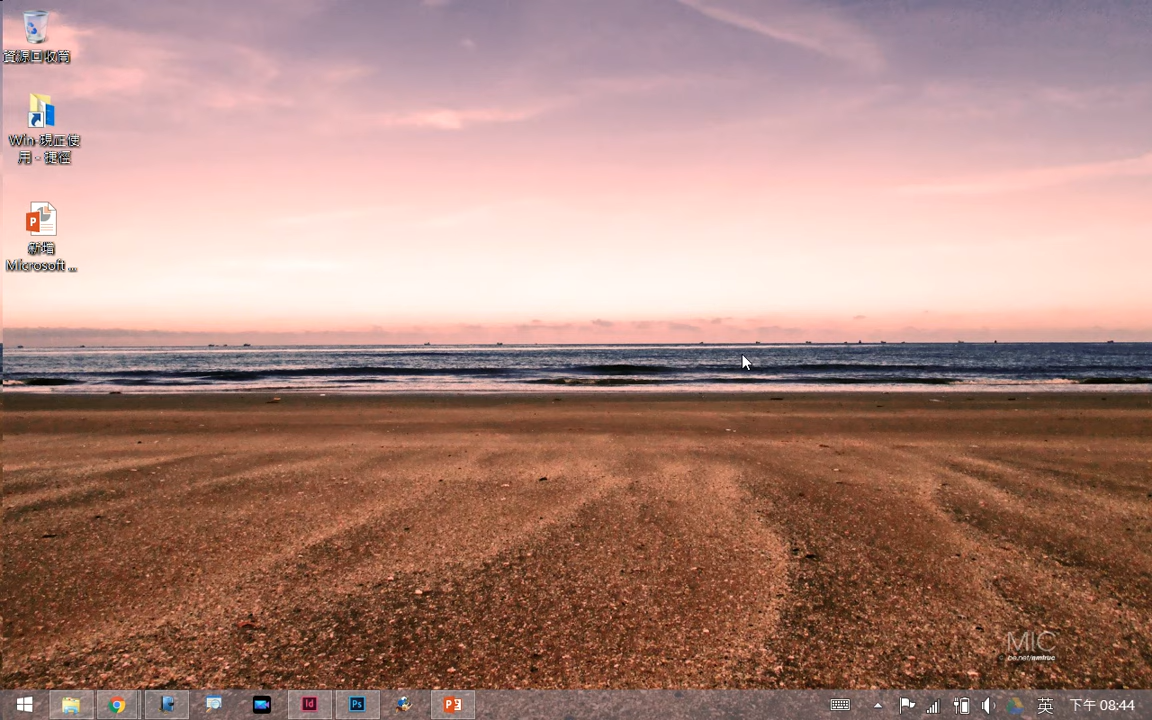 資源回收筒
Win-現正使
用 - 捷徑
新增
Microsoft ...
MIC
英
下午 08:44